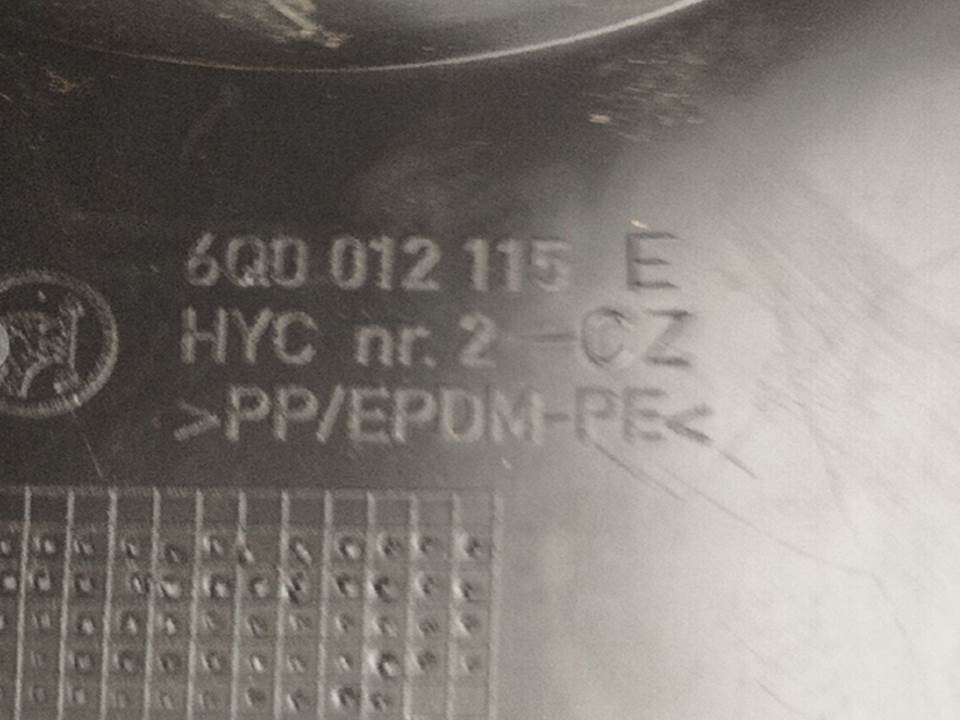 6Q0 012 115 E
HYC nr. 2 - CZ
>PP/EPDM-PE<